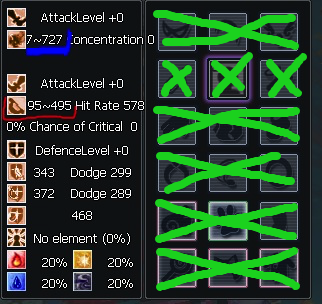 AttackLevel +0
7~727 Concentration 0
AttackLevel +0
95~495 Hit Rate 578
0% Chance of Critical 0
DefenceLevel +0
343 Dodge 299
372 Dodge 288
468
No element (0%)
20% 20%
20% 20%